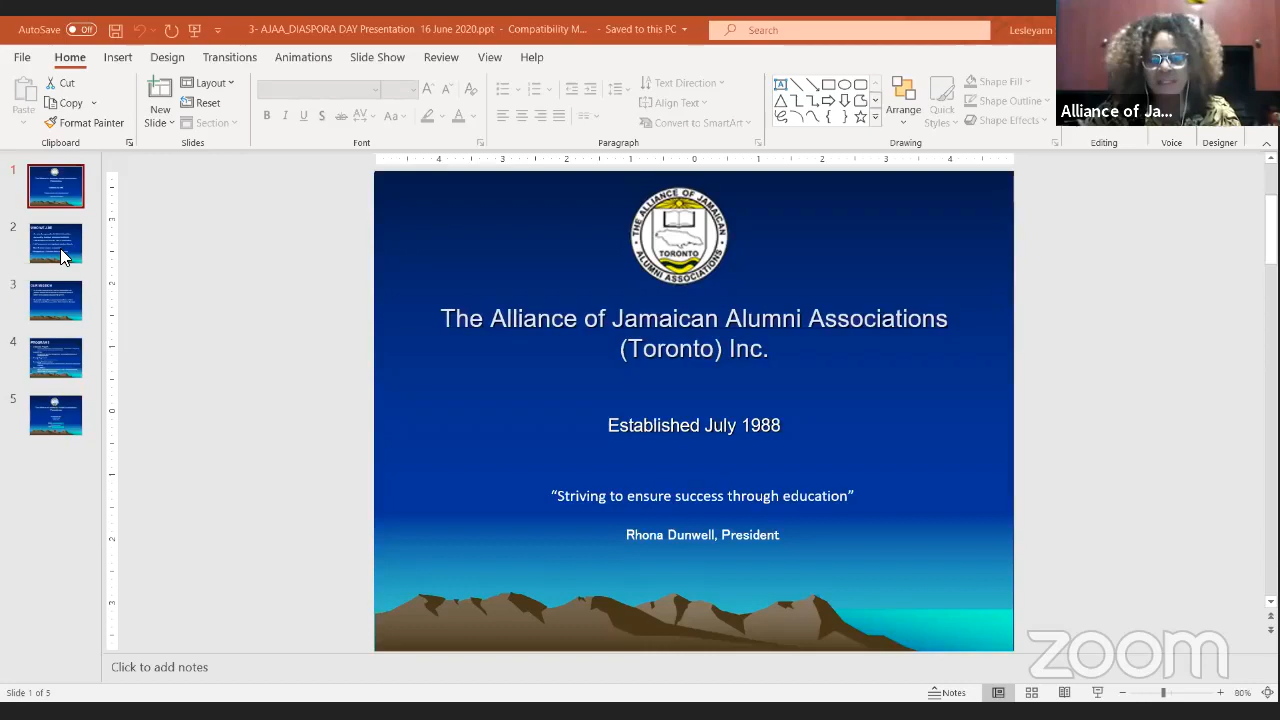 AutoSave Off
3- AJAA_DIASPORA DAY Presentation 16 June 2020.ppt - Compatibility M... - Saved to this PC
Search
Lesleyann
File Home Insert Design Transitions Animations Slide Show Review View Help
Paste
Cut
Copy
Format Painter
Clipboard
New
Slide
Layout
Reset
Section
Slides
Font
Text Direction
Align Text
Convert to SmartArt
Paragraph
Arrange
Quick
Styles
Shape Fill
Shape Outline
Shape Effects
Drawing
Editing
Voice
Designer
Alliance of Ja...
1
2
3
4
5
THE ALLIANCE OF JAMAICAN
TORONTO
ALUMNI ASSOCIATIONS
The Alliance of Jamaican Alumni Associations
(Toronto) Inc.
Established July 1988
“Striving to ensure success through education”
Rhona Dunwell, President
zoom
Click to add notes
Slide 1 of 5
Notes
80%